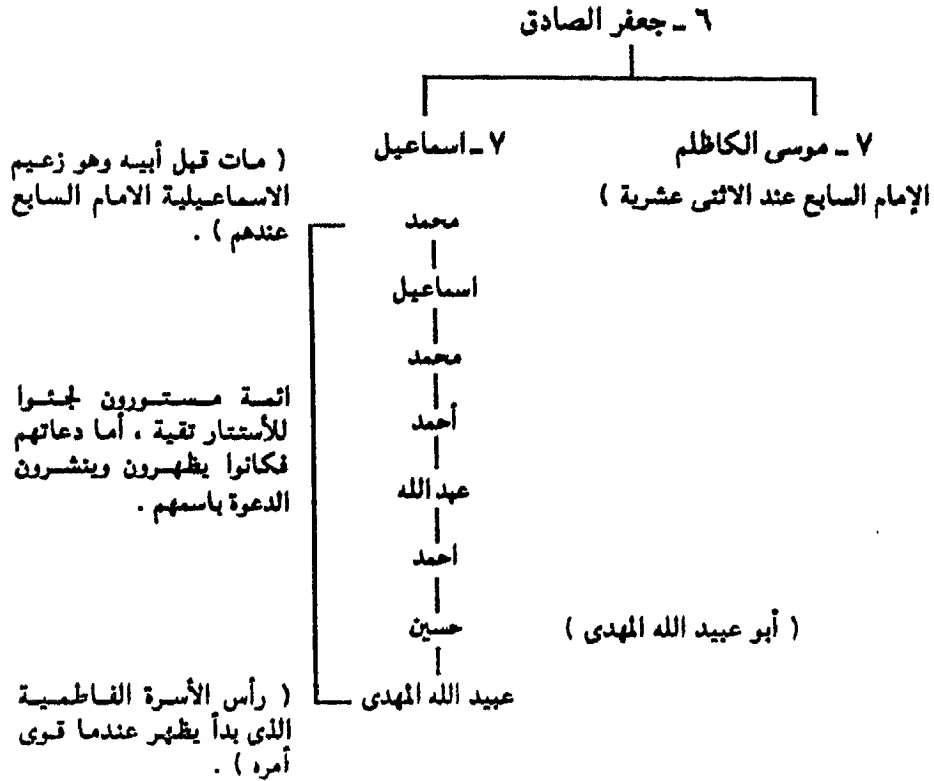 ٦ ـ جعفر الصادق
٧ ـ موسى الكاظلم
الإمام السابع عند الاثنى عشرية )
٧ ـ اسماعيل
( مات قبل أبيه وهو زعيم
الاسماعيلية الامام السابع
عندهم ) .
محمد
اسماعيل
محمد
أحمد
عبد الله
احمد
حسين
( أبو عبيد الله المهدى )
عبيد الله المهدى
ائمة مستورون لجئوا
للأستتار تقية ، أما دعاتهم
فكانوا يظهرون وينشرون
الدعوة باسمهم .
( رأس الأسرة الفاطمية
الذى بدأ يظهر عندما قوى
أمره ) .